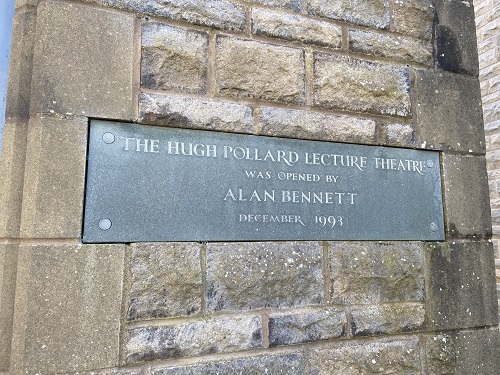 THE HUGH POLLARD LECTURE THEATRE
WAS OPENED BY
ALAN BENNETT
DECEMBER 1993